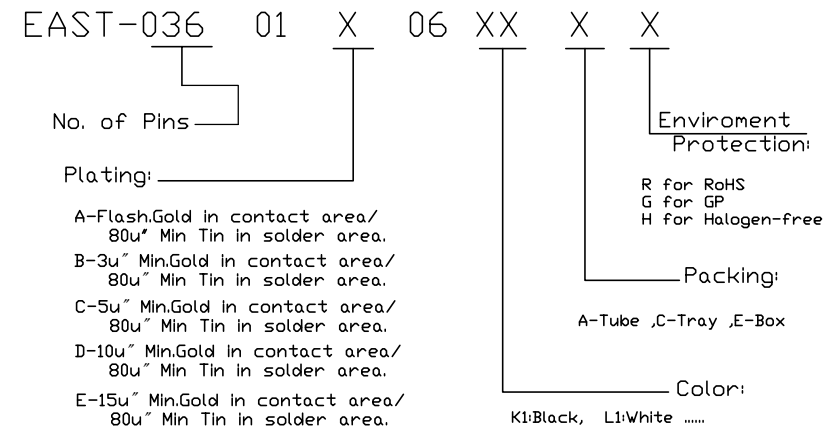 EAST-036 01 X 06 XX X X
No. of Pins
Enviroment
Protection:
Plating:
R for RoHS
G for GP
H for Halogen-free
A-Flash.Gold in contact area/
80u" Min Tin in solder area.
B-3u" Min.Gold in contact area/
80u" Min Tin in solder area.
C-5u" Min.Gold in contact area/
80u" Min Tin in solder area.
D-10u" Min.Gold in contact area/
80u" Min Tin in solder area.
E-15u" Min.Gold in contact area/
80u" Min Tin in solder area.
Packing:
A-Tube ,C-Tray ,E-Box
Color:
K1:Black, L1:White ......